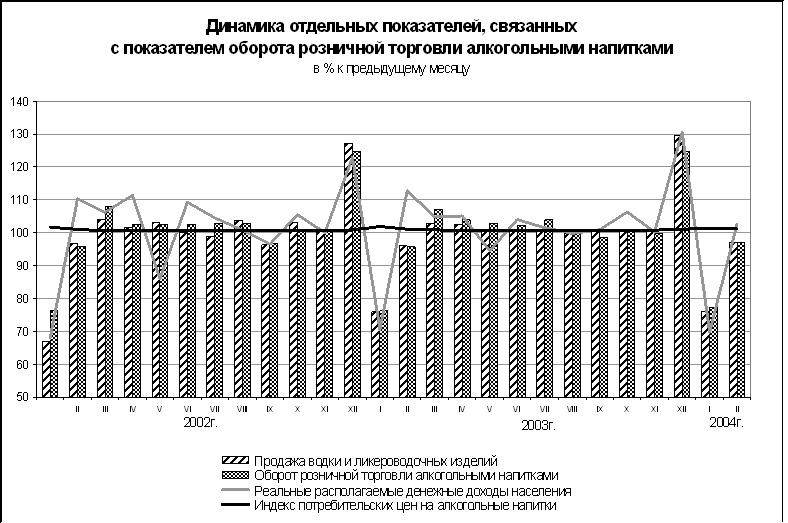 Динамика отдельных показателей, связанных
с показателем оборота розничной торговли алкогольными напитками
в % к предыдущему месяцу
140
130
120
110
100
90
80
70
60
50
II III IV V VI VII VIII IX X XI XII I II III IV V VI VII VIII IX X XI XII I II
2002г. 2003г. 2004г.
Продажа водки и ликероводочных изделий
Оборот розничной торговли алкогольными напитками
Реальные располагаемые денежные доходы населения
Индекс потребительских цен на алкогольные напитки